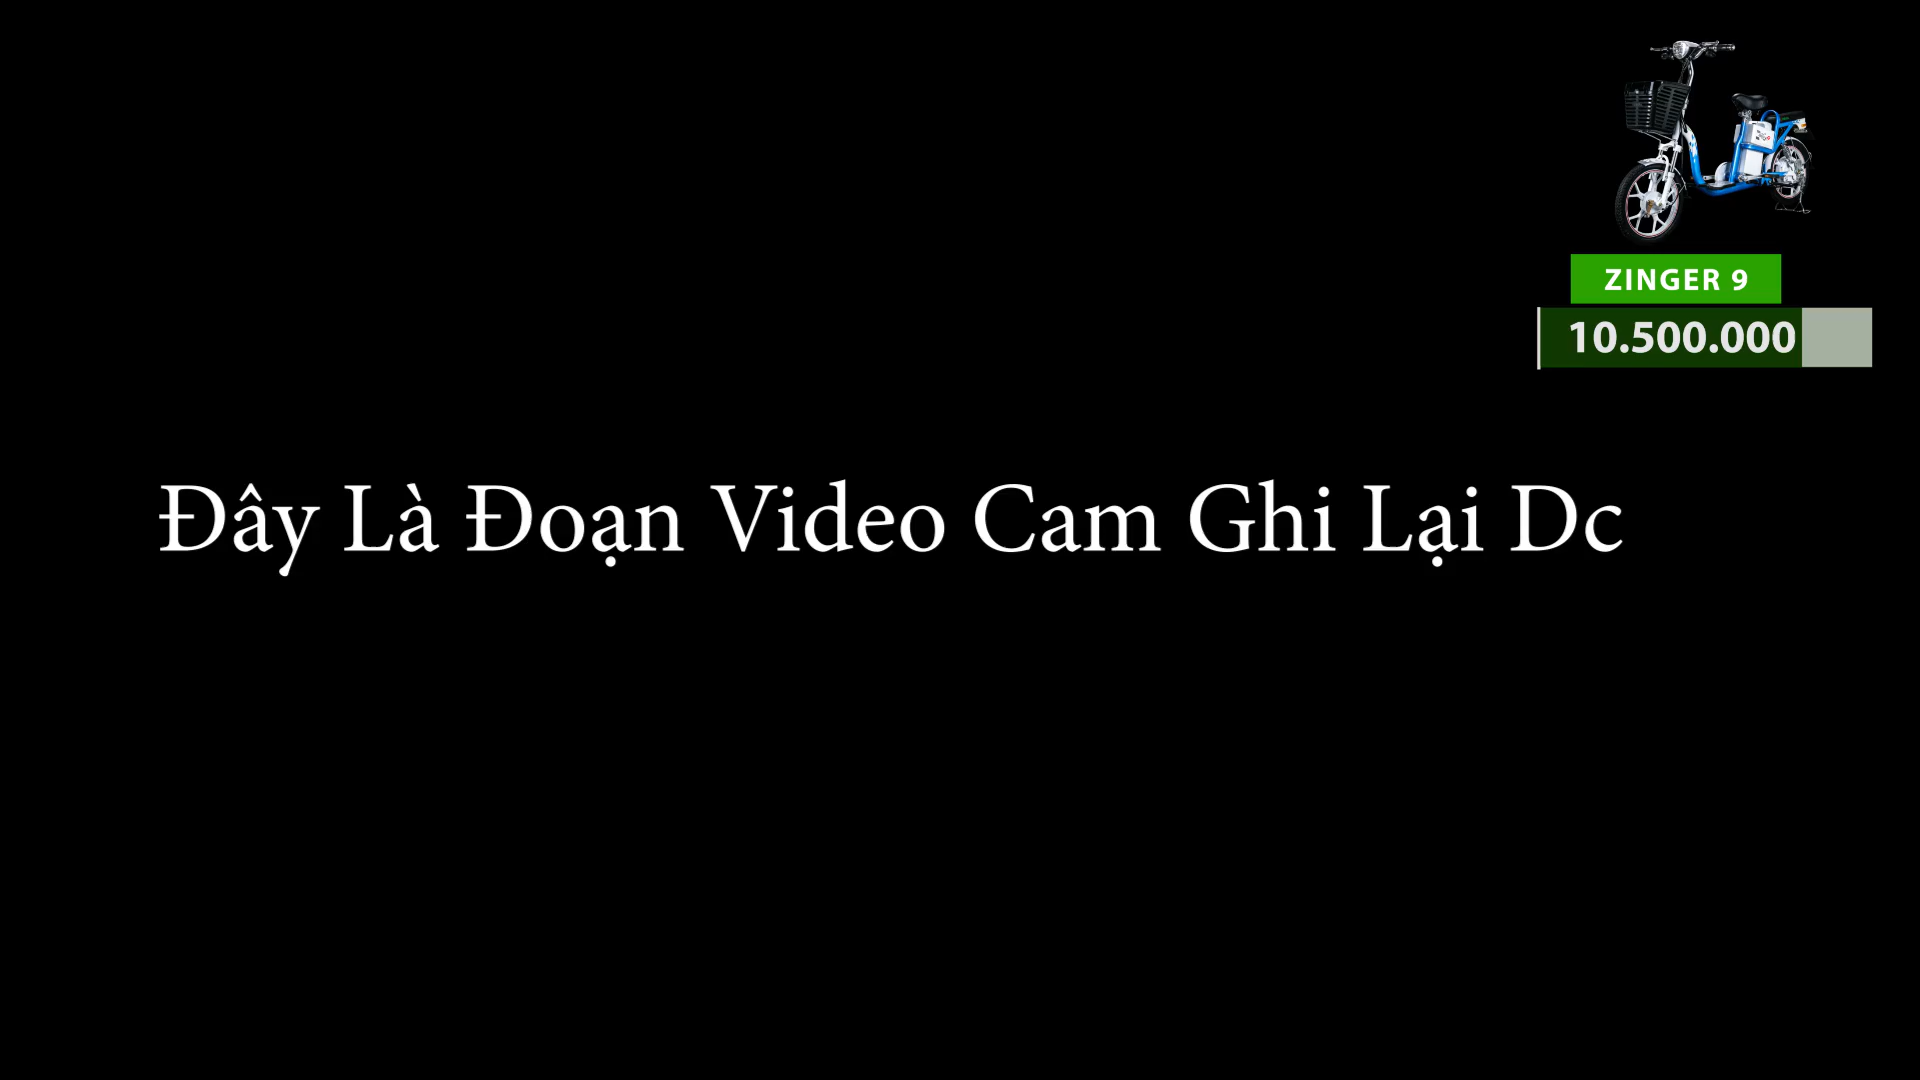 ZINGER 9
10.500.000
Đây Là Đoạn Video Cam Ghi Lại Dc